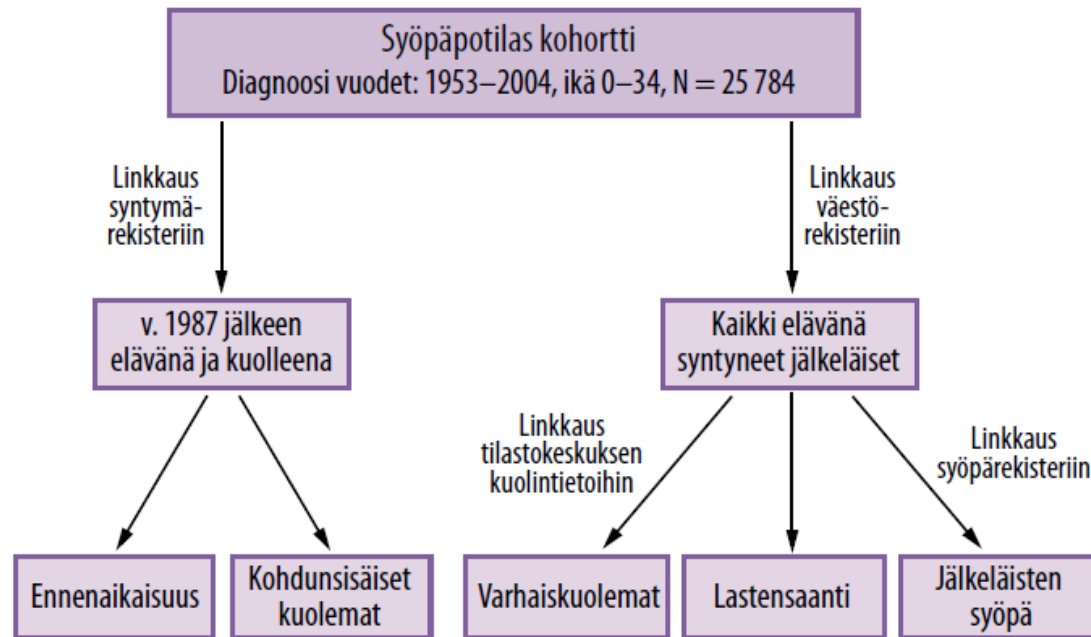 Syöpäpotilas kohortti
Diagnoosi vuodet: 1953–2004, ikä 0–34, N = 25 784
Linkkaus
syntymä-
rekisteriin
Linkkaus
väestö-
rekisteriin
v. 1987 jälkeen
elävänä ja kuolleena
Kaikki elävänä
syntyneet jälkeläiset
Linkkaus
tilastokeskuksen
kuolintietoihin
Linkkaus
syöpärekisteriin
Ennenaikaisuus
Kohdunsisäiset
kuolemat
Varhaiskuolemat
Lastensaanti
Jälkeläisten
syöpä